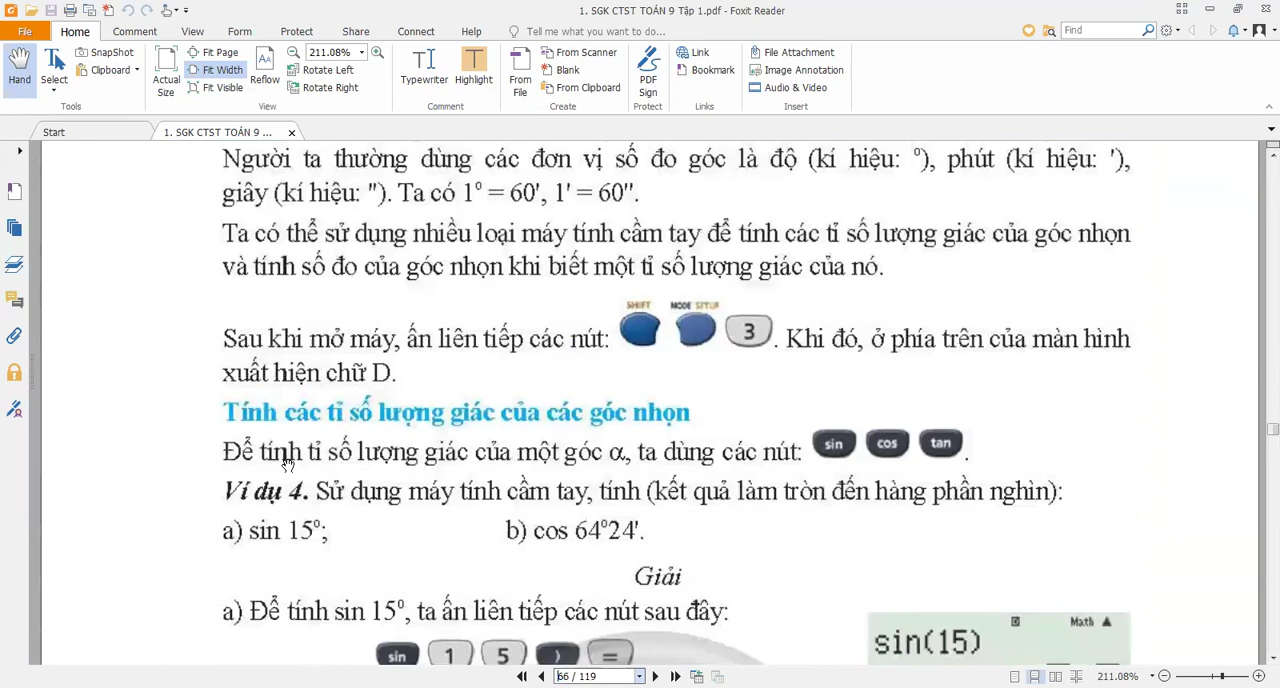 1. SGK CTST TOÁN 9 Tập 1.pdf - Foxit Reader
File Home Comment View Form Protect Share Connect Help Tell me what you want to do... Find
SnapShot Fit Page 211.08% From Scanner Link File Attachment
Clipboard Fit Width Rotate Left Blank Bookmark Image Annotation
Hand Select Actual Size Fit Visible Reflow Rotate Right Typewriter Highlight From File From Clipboard PDF Sign Audio & Video
Tools View Comment Create Protect Links Insert
Start 1. SGK CTST TOÁN 9 ...
Người ta thường dùng các đơn vị số đo góc là độ (kí hiệu: °), phút (kí hiệu: '),
giây (kí hiệu: "). Ta có 1° = 60', 1' = 60".
Ta có thể sử dụng nhiều loại máy tính cầm tay để tính các tỉ số lượng giác của góc nhọn
và tính số đo của góc nhọn khi biết một tỉ số lượng giác của nó.
SHIFT MODE SETUP
Sau khi mở máy, ấn liên tiếp các nút: 3 . Khi đó, ở phía trên của màn hình
xuất hiện chữ D.
Tính các tỉ số lượng giác của các góc nhọn
Để tính tỉ số lượng giác của một góc α, ta dùng các nút: sin cos tan .
Ví dụ 4. Sử dụng máy tính cầm tay, tính (kết quả làm tròn đến hàng phần nghìn):
a) sin 15°; b) cos 64°24'.
Giải
a) Để tính sin 15°, ta ấn liên tiếp các nút sau đây:
D Math ▲
sin(15)
sin 1 5 ) =
66 / 119 211.08%